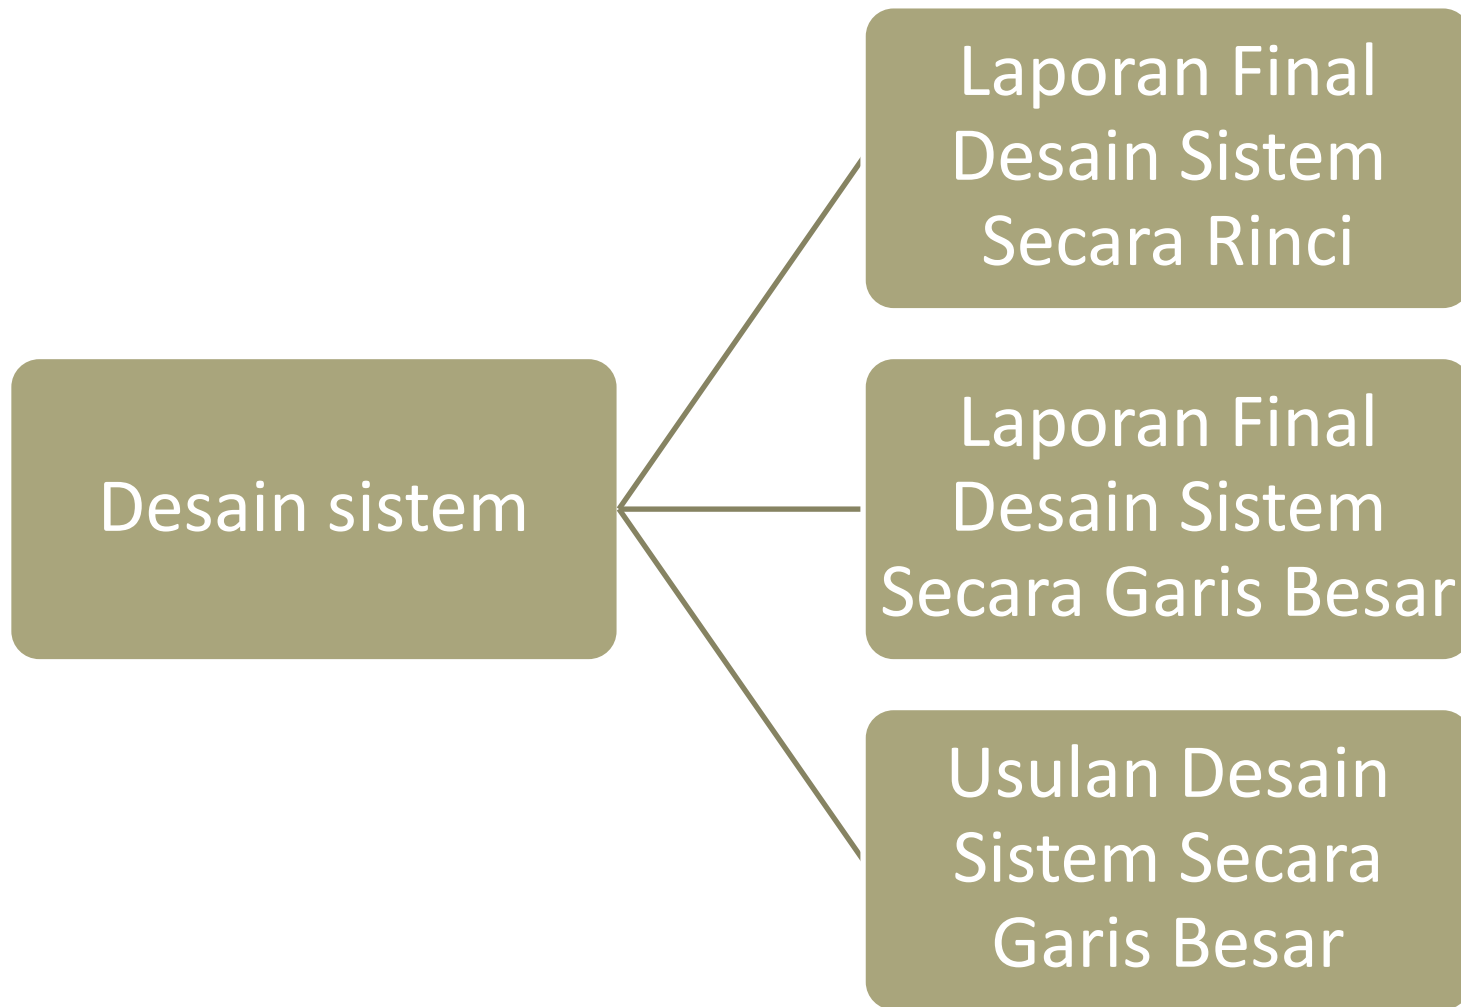 Desain sistem
Laporan Final
Desain Sistem
Secara Rinci
Laporan Final
Desain Sistem
Secara Garis Besar
Usulan Desain
Sistem Secara
Garis Besar